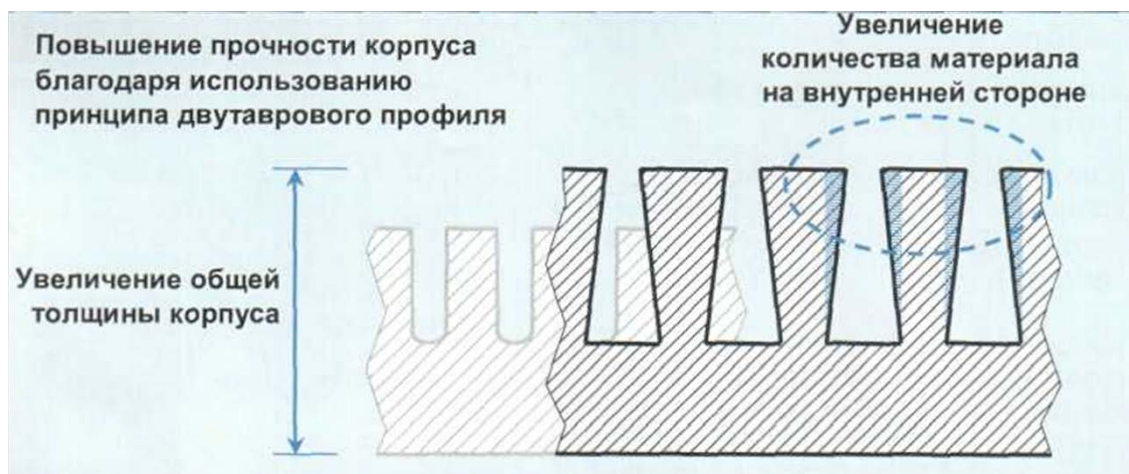 Повышение прочности корпуса
благодаря использованию
принципа двутаврового профиля
Увеличение
количества материала
на внутренней стороне
Увеличение общей
толщины корпуса